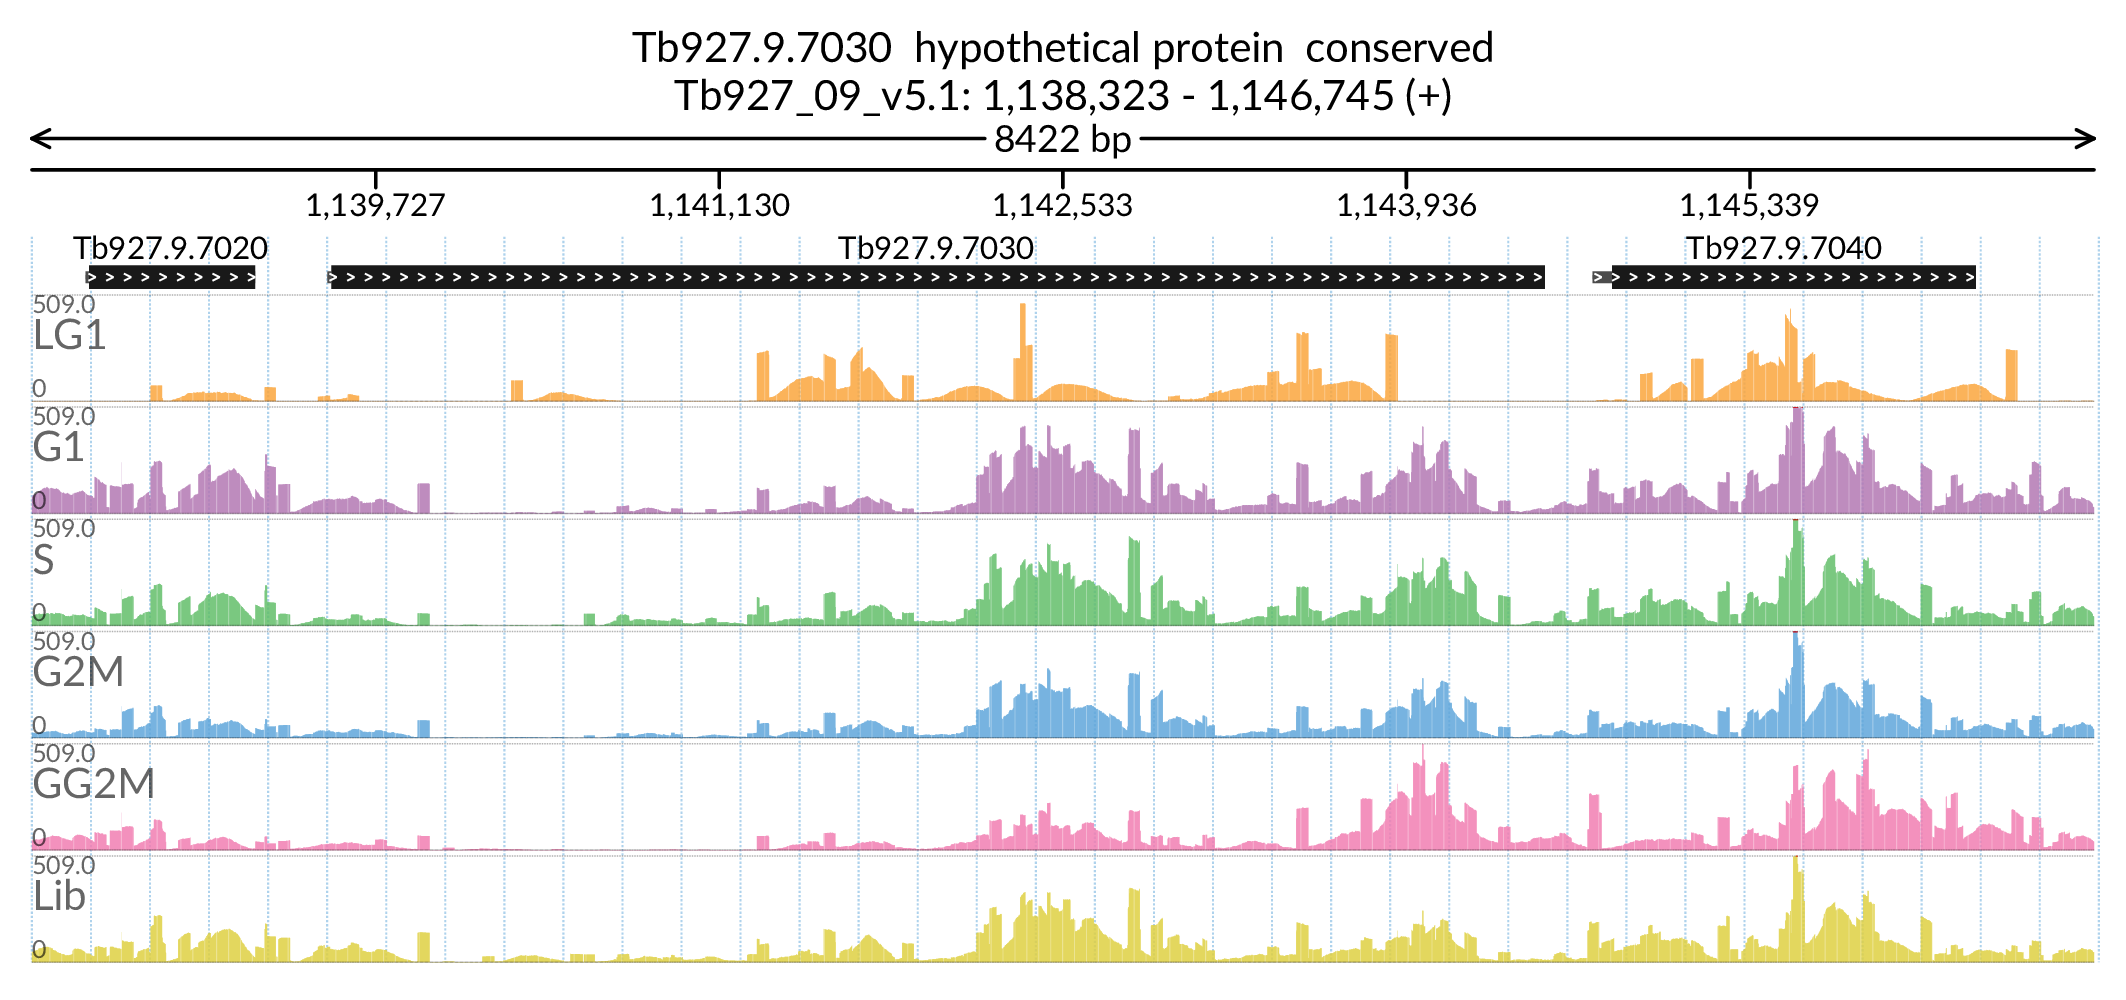 Tb927.9.7030  hypothetical protein  conserved
Tb927_09_v5.1: 1,138,323 - 1,146,745 (+)
8422 bp
1,139,727 1,141,130 1,142,533 1,143,936 1,145,339
Tb927.9.7020 Tb927.9.7030 Tb927.9.7040
509.0
LG1
0
509.0
G1
0
509.0
S
0
509.0
G2M
0
509.0
GG2M
0
509.0
Lib
0